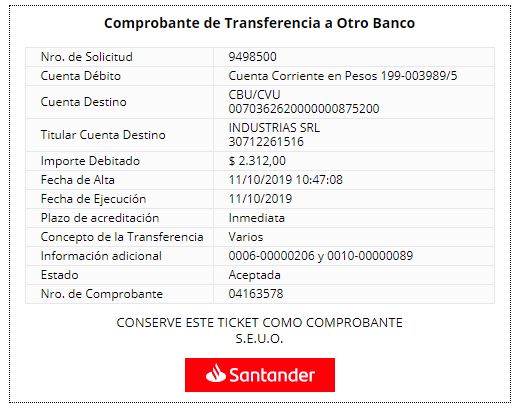 Comprobante de Transferencia a Otro Banco
Nro. de Solicitud 9498500
Cuenta Débito Cuenta Corriente en Pesos 199-003989/5
Cuenta Destino CBU/CVU
0070362620000000875200
Titular Cuenta Destino INDUSTRIAS SRL
30712261516
Importe Debitado $ 2.312,00
Fecha de Alta 11/10/2019 10:47:08
Fecha de Ejecución 11/10/2019
Plazo de acreditación Inmediata
Concepto de la Transferencia Varios
Información adicional 0006-00000206 y 0010-00000089
Estado Aceptada
Nro. de Comprobante 04163578
CONSERVE ESTE TICKET COMO COMPROBANTE
S.E.U.O.
Santander